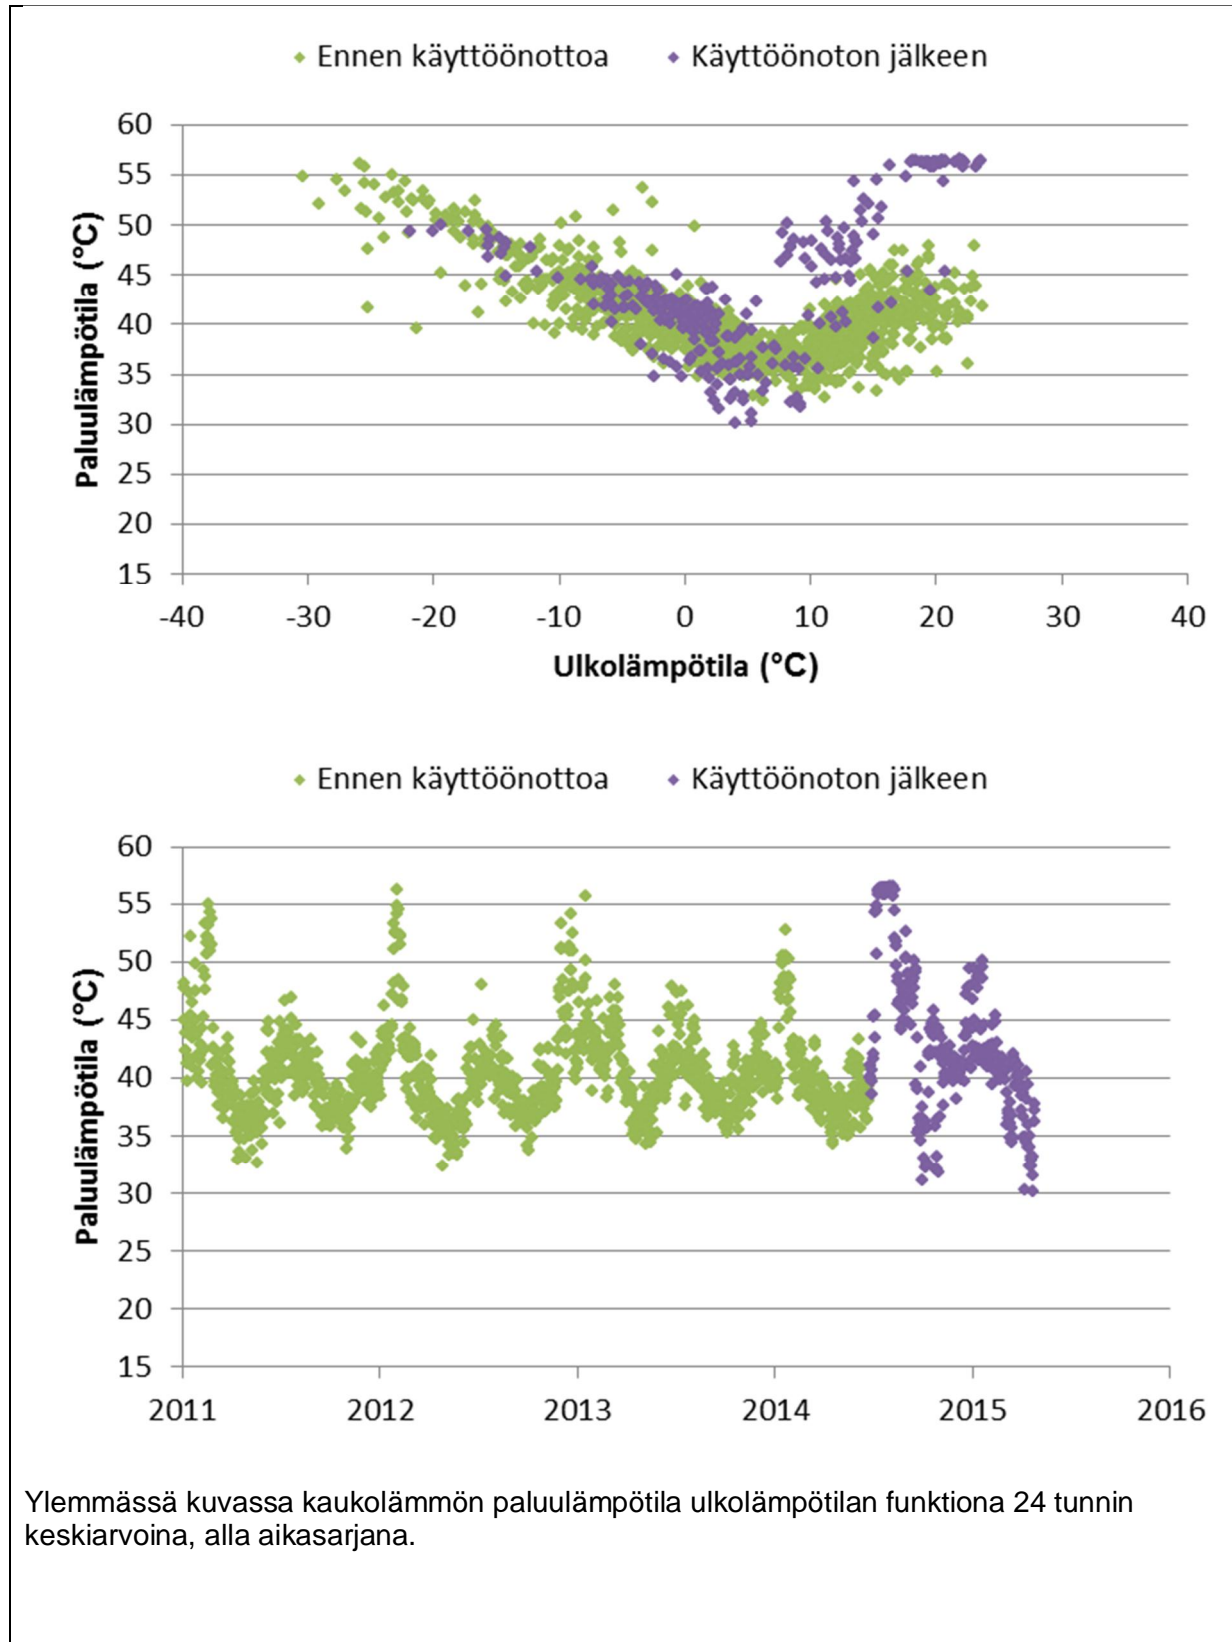 Ennen käyttöönottoa Käyttöönoton jälkeen
60
55
50
45
40
35
30
25
20
15
Paluulämpötila (°C)
-40 -30 -20 -10 0 10 20 30 40
Ulkolämpötila (°C)
Ennen käyttöönottoa Käyttöönoton jälkeen
60
55
50
45
40
35
30
25
20
15
Paluulämpötila (°C)
2011 2012 2013 2014 2015 2016
Ylemmässä kuvassa kaukolämmön paluulämpötila ulkolämpötilan funktiona 24 tunnin
keskiarvoina, alla aikasarjana.